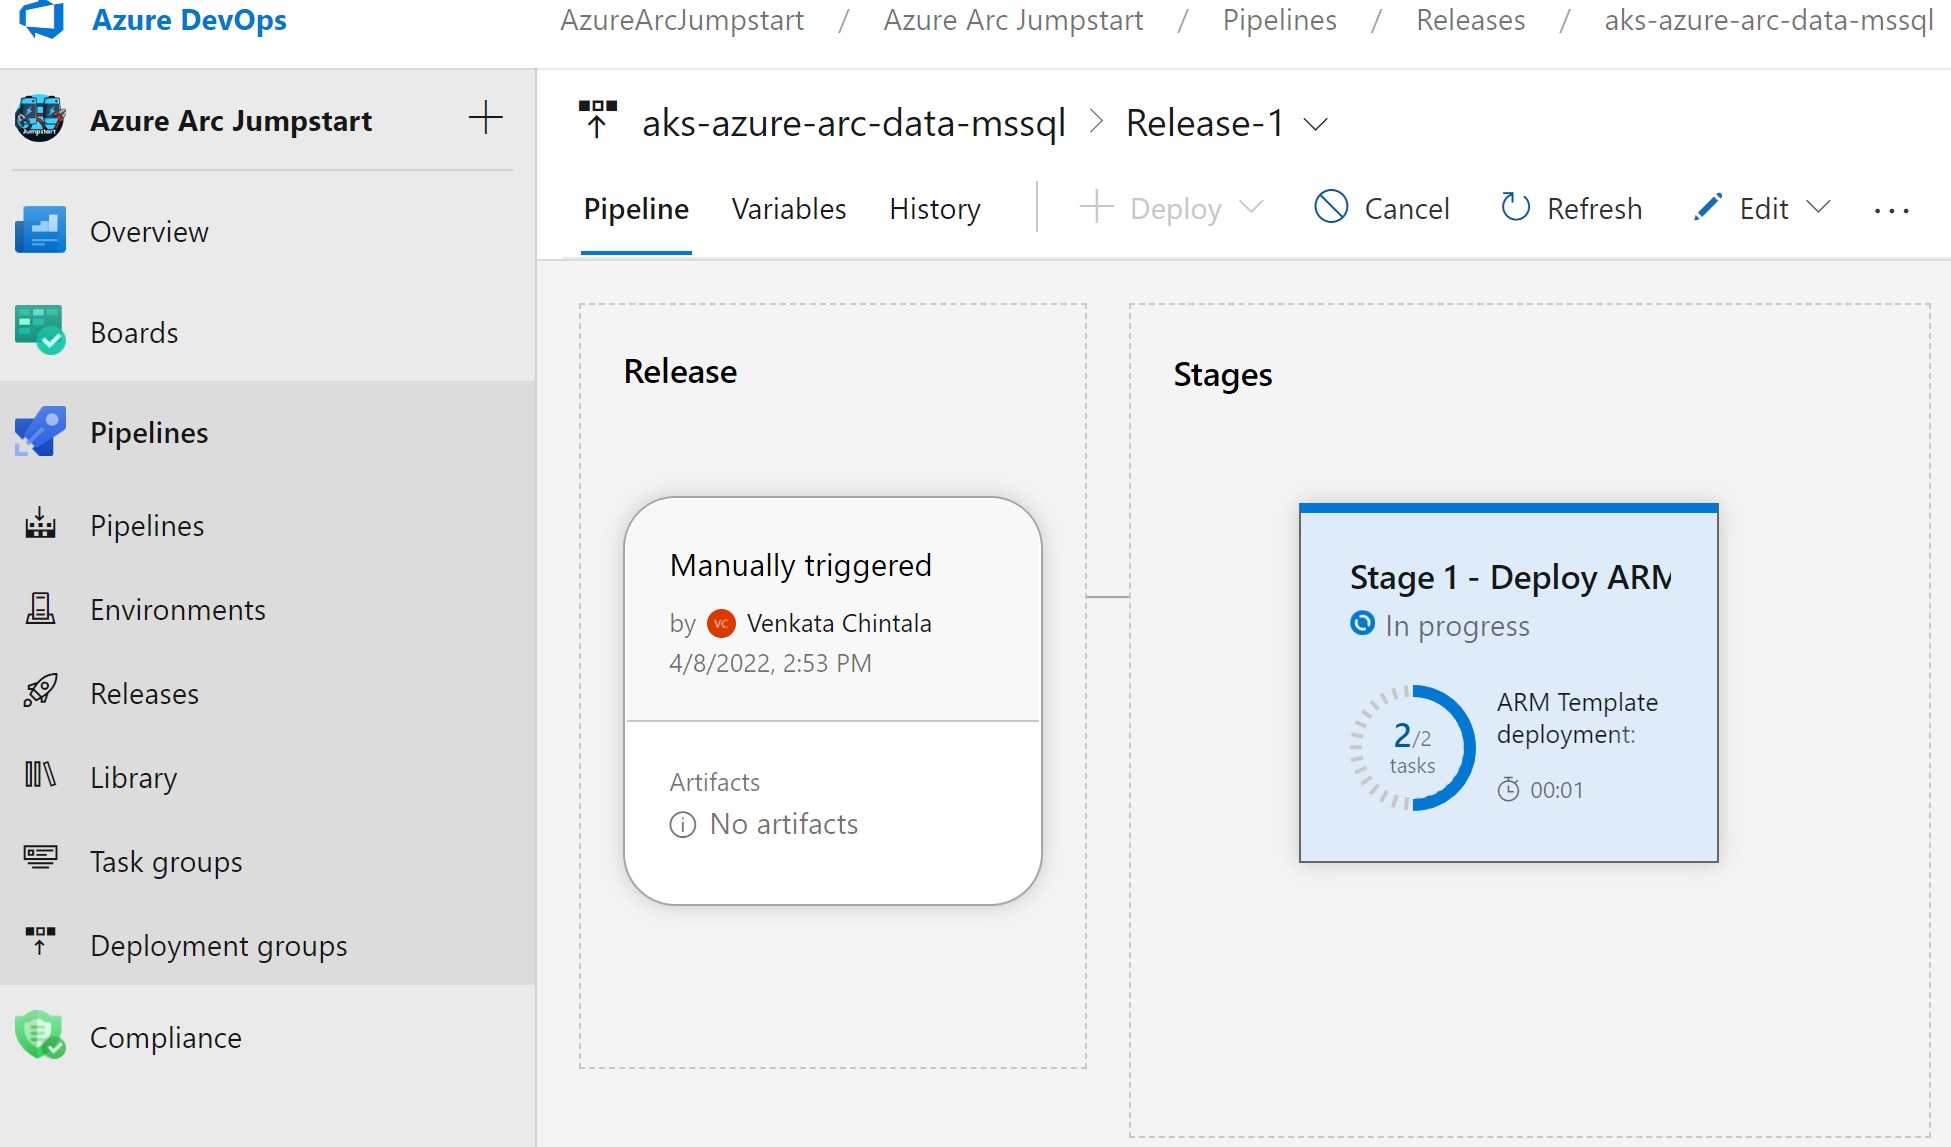 Azure DevOps
AzureArcJumpstart / Azure Arc Jumpstart / Pipelines / Releases / aks-azure-arc-data-mssql
Azure Arc Jumpstart
Overview
Boards
Pipelines
Pipelines
Environments
Releases
Library
Task groups
Deployment groups
Compliance
aks-azure-arc-data-mssql > Release-1
Pipeline Variables History Deploy Cancel Refresh Edit ...
Release
Manually triggered
by VC Venkata Chintala
4/8/2022, 2:53 PM
Artifacts
No artifacts
Stages
Stage 1 - Deploy ARM
In progress
2/2
tasks
ARM Template
deployment:
00:01